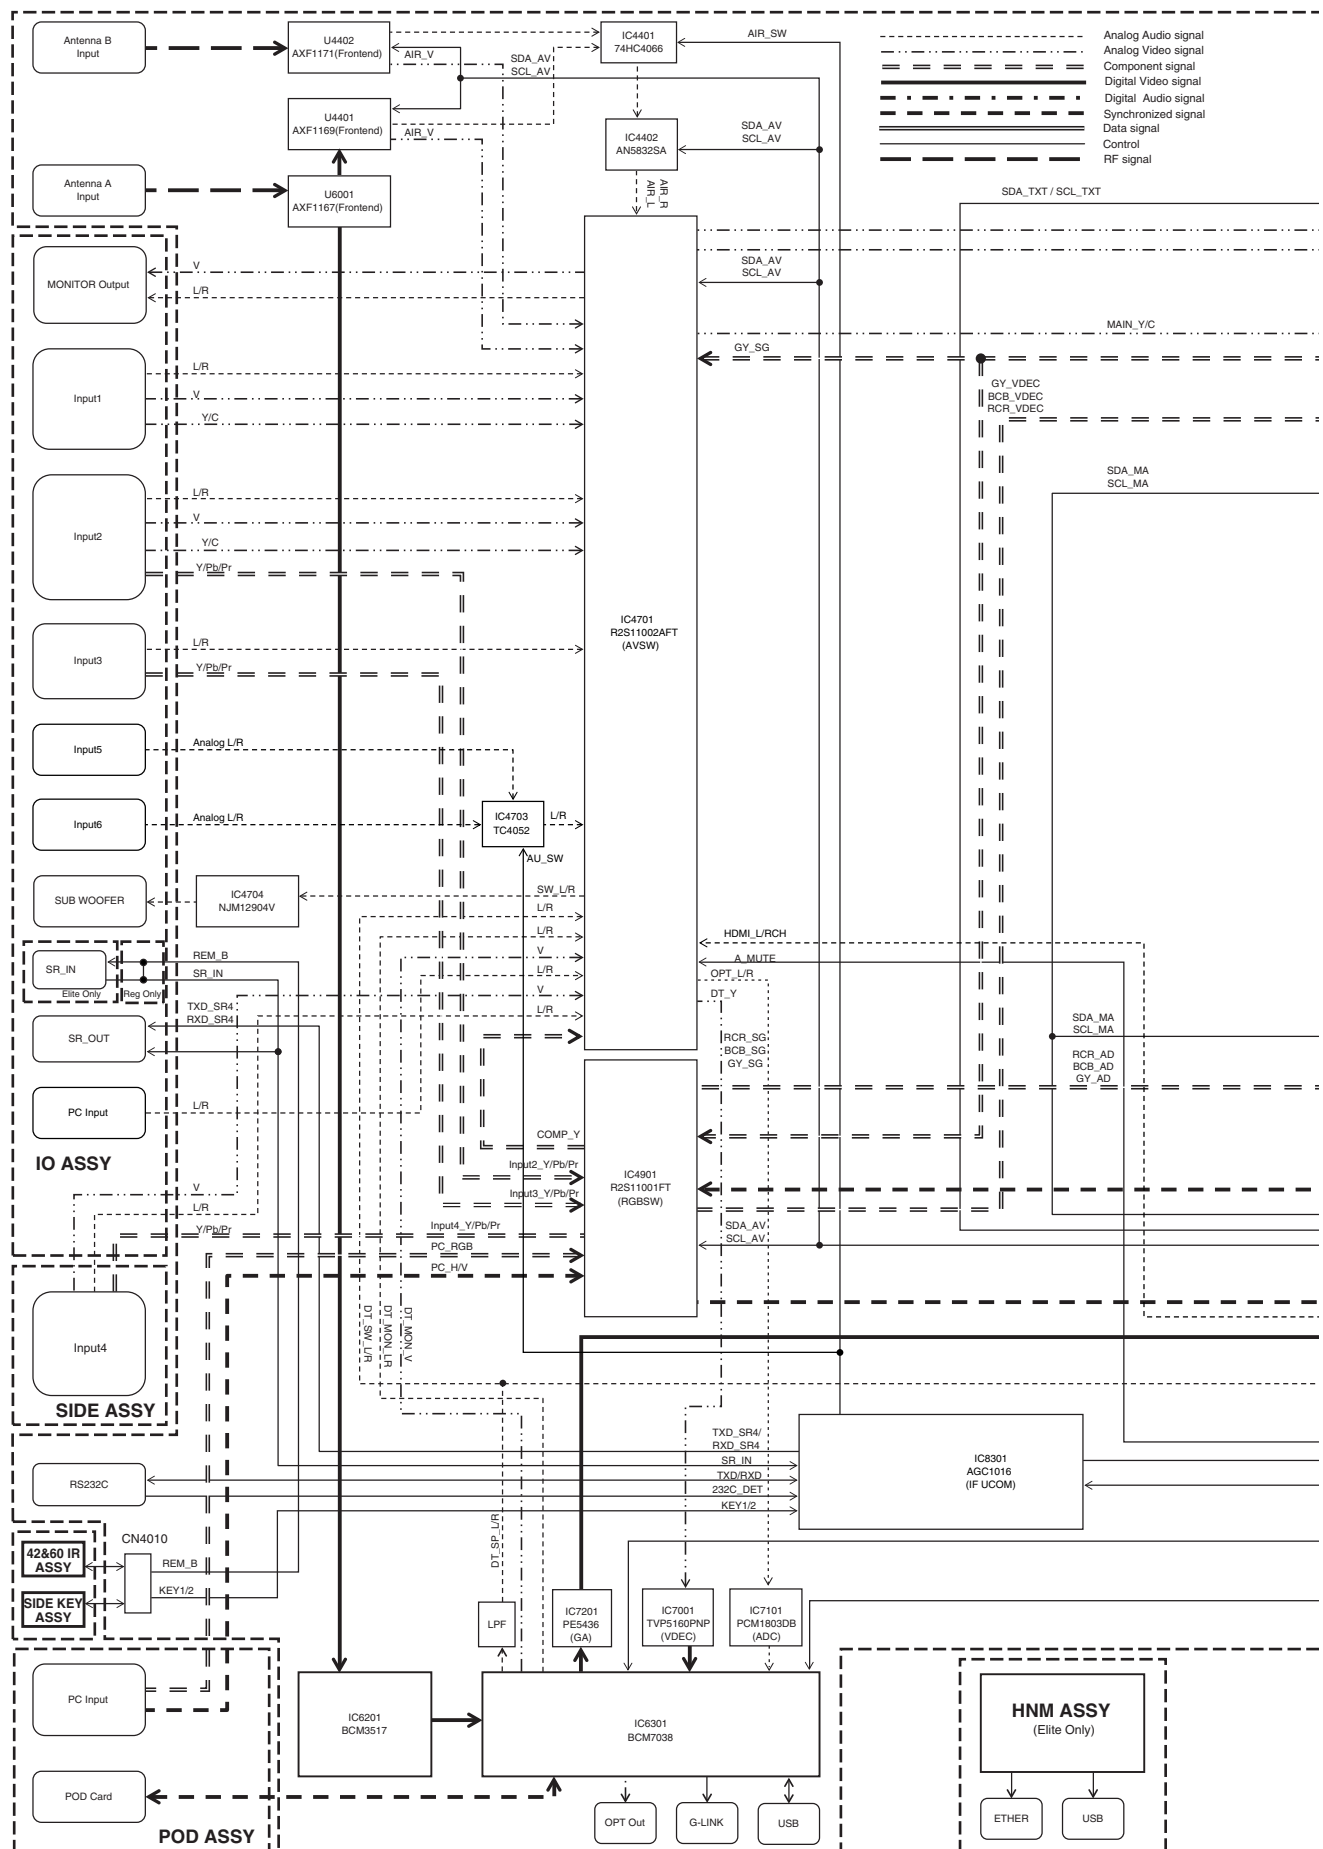 Antenna B
Input
U4402
AXF1171(Frontend)
IC4401
74HC4066
AIR_SW
Analog Audio signal
Analog Video signal
Component signal
Digital Video signal
Digital Audio signal
Synchronized signal
Data signal
Control
RF signal
AIR_V
SDA_AV
SCL_AV
U4401
AXF1169(Frontend)
AIR_V
IC4402
AN5832SA
SDA_AV
SCL_AV
Antenna A
Input
U6001
AXF1167(Frontend)
AIR_R
AIR_L
SDA_TXT / SCL_TXT
MONITOR Output
V
L/R
SDA_AV
SCL_AV
MAIN_Y/C
GY_SG
Input1
L/R
V
Y/C
GY_VDEC
BCB_VDEC
RCR_VDEC
SDA_MA
SCL_MA
Input2
L/R
V
Y/C
Y/Pb/Pr
IC4701
R2S11002AFT
(AVSW)
Input3
L/R
Y/Pb/Pr
Input5
Analog L/R
Input6
Analog L/R
IC4703
TC4052
L/R
AU_SW
SUB WOOFER
IC4704
NJM12904V
SW_L/R
L/R
L/R
V
L/R
V
L/R
HDMI_L/RCH
A_MUTE
OPT_L/R
DT_Y
SR_IN
Elite Only
Reg Only
REM_B
SR_IN
TXD_SR4
RXD_SR4
SR_OUT
RCR_SG
BCB_SG
GY_SG
SDA_MA
SCL_MA
RCR_AD
BCB_AD
GY_AD
PC Input
L/R
IO ASSY
COMP_Y
Input2_Y/Pb/Pr
Input3_Y/Pb/Pr
IC4901
R2S11001FT
(RGBSW)
V
L/R
Y/Pb/Pr
Input4_Y/Pb/Pr
PC_RGB
PC_H/V
SDA_AV
SCL_AV
Input4
SIDE ASSY
DT_SW_L/R
DT_MON_LR
DT_MON_V
TXD_SR4/
RXD_SR4
SR_IN
TXD/RXD
232C_DET
KEY1/2
IC8301
AGC1016
(IF UCOM)
RS232C
CN4010
42&60 IR
ASSY
REM_B
SIDE KEY
ASSY
KEY1/2
DT_SP_L/R
LPF
IC7201
PE5436
(GA)
IC7001
TVP5160PNP
(VDEC)
IC7101
PCM1803DB
(ADC)
PC Input
IC6201
BCM3517
IC6301
BCM7038
HNM ASSY
(Elite Only)
POD Card
POD ASSY
OPT Out
G-LINK
USB
ETHER
USB